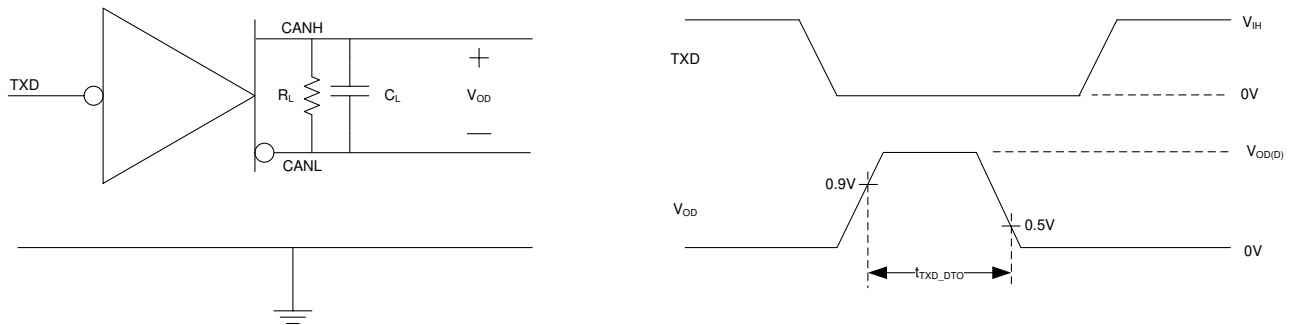 TXD
CANH
R_L
C_L
+
V_OD
—
CANL
TXD
V_IH
0V
V_OD(D)
0.9V
V_OD
0.5V
0V
t_TXD_DTO